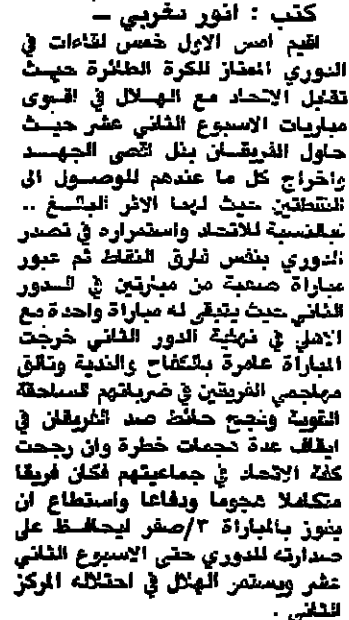 كتب : انور نخربي —
اقيم امس الاول خمس لقاءات في
الدوري الممتاز للكرة الطائرة حيث
تقابل الاتحاد مع الهلال في اقوى
مباريات الاسبوع الثاني عشر حيث
حاول الفريقان بذل اقصى الجهد
واخراج كل ما عندهم للوصول الى
النقطتين حيث لهما الاثر البالغ ..
فبالنسبة للاتحاد واستمراره في تصدر
الدوري بنفس فارق النقاط ثم عبور
مباراة صعبة من مباراتين في الدور
الثاني حيث يتبقى له مباراة واحدة مع
الاهلي في نهاية الدور الثاني خرجت
المباراة عامرة بالكفاح والندية وتالق
مهاجمي الفريقين في ضرباتهم الساحقة
القوية ونجح حائط صد الفريقان في
ايقاف عدة هجمات خطرة وان رجحت
كفة الاتحاد في جماعيتهم فكان فريقا
متكاملا هجوما ودفاعا واستطاع ان
يفوز بالمباراة ٣/صفر ليحافظ على
صدارته للدوري حتى الاسبوع الثاني
عشر ويستمر الهلال في احتلاله المركز
الثاني .